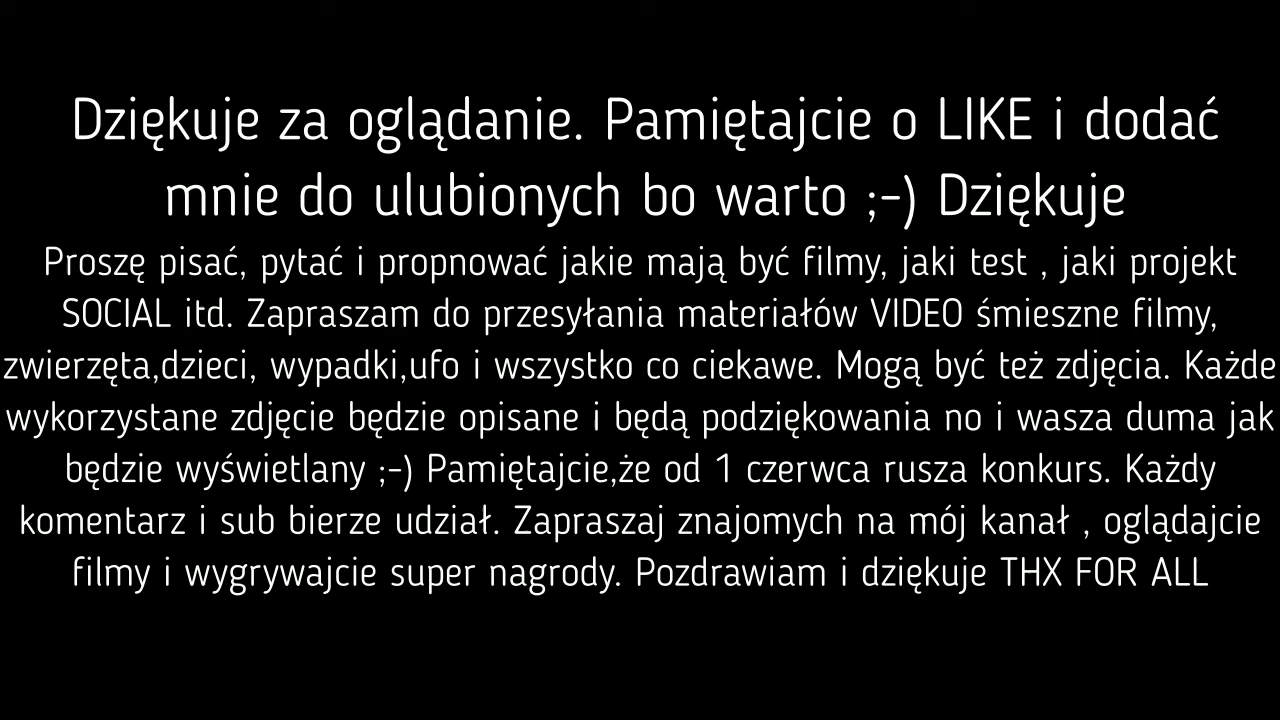 Dziękuje za oglądanie. Pamiętajcie o LIKE i dodać
mnie do ulubionych bo warto ;-) Dziękuje
Proszę pisać, pytać i propnować jakie mają być filmy, jaki test , jaki projekt
SOCIAL itd. Zapraszam do przesyłania materiałów VIDEO śmieszne filmy,
zwierzęta,dzieci, wypadki,ufo i wszystko co ciekawe. Mogą być też zdjęcia. Każde
wykorzystane zdjęcie będzie opisane i będą podziękowania no i wasza duma jak
będzie wyświetlany ;-) Pamiętajcie,że od 1 czerwca rusza konkurs. Każdy
komentarz i sub bierze udział. Zapraszaj znajomych na mój kanał , oglądajcie
filmy i wygrywajcie super nagrody. Pozdrawiam i dziękuje THX FOR ALL